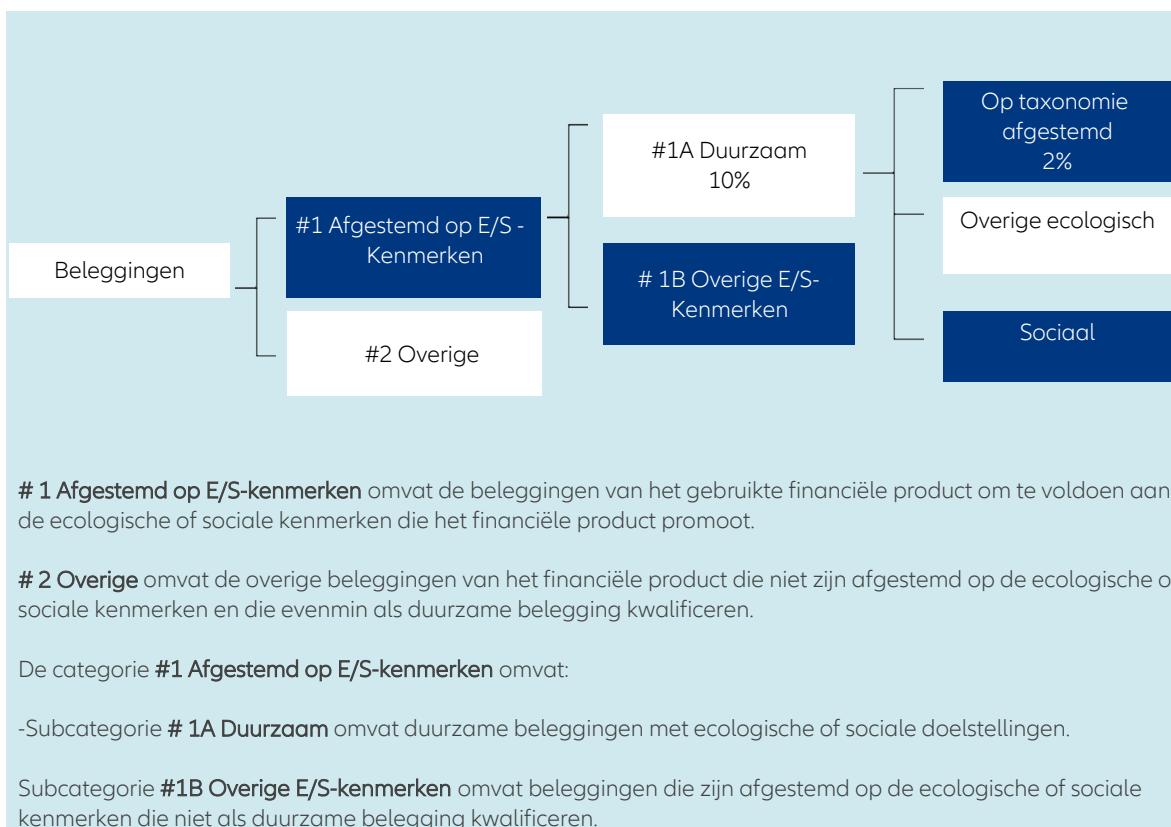 Beleggingen
#1 Afgestemd op E/S -
Kenmerken
#2 Overige
#1A Duurzaam
10%
# 1B Overige E/S-
Kenmerken
Op taxonomie
afgestemd
2%
Overige ecologisch
Sociaal
# 1 Afgestemd op E/S-kenmerken omvat de beleggingen van het gebruikte financiële product om te voldoen aan
de ecologische of sociale kenmerken die het financiële product promoot.
# 2 Overige omvat de overige beleggingen van het financiële product die niet zijn afgestemd op de ecologische o
sociale kenmerken en die evenmin als duurzame belegging kwalificeren.
De categorie #1 Afgestemd op E/S-kenmerken omvat:
-Subcategorie # 1A Duurzaam omvat duurzame beleggingen met ecologische of sociale doelstellingen.
Subcategorie #1B Overige E/S-kenmerken omvat beleggingen die zijn afgestemd op de ecologische of sociale
kenmerken die niet als duurzame belegging kwalificeren.